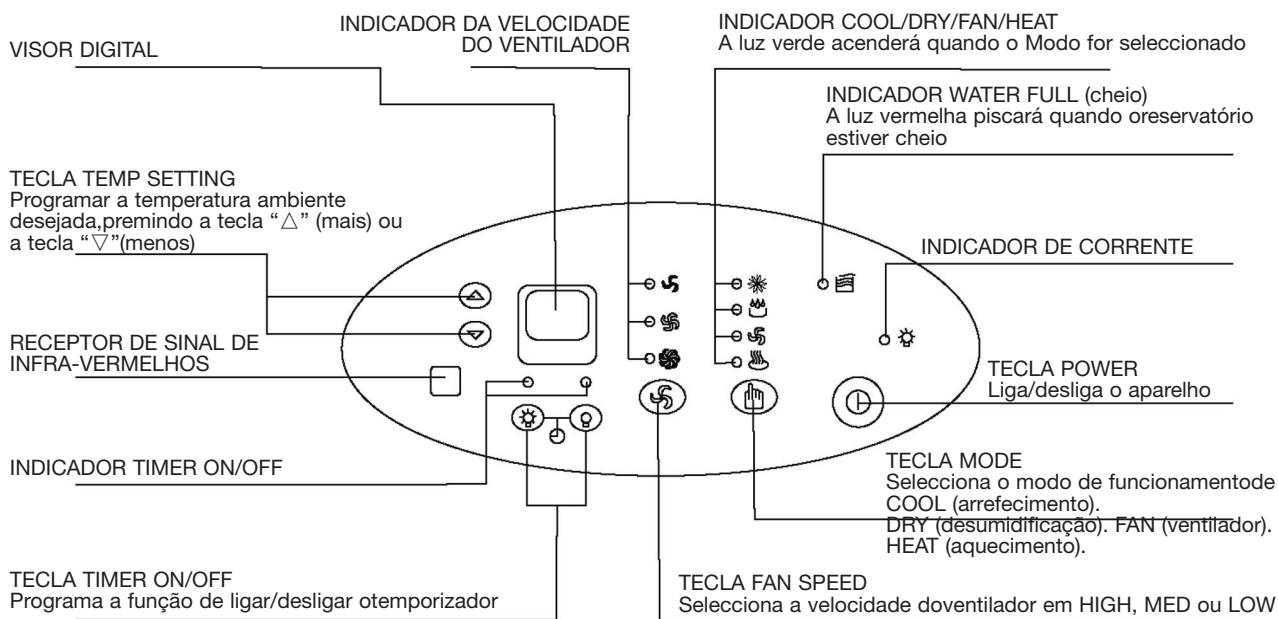 INDICADOR DA VELOCIDADE
DO VENTILADOR
INDICADOR COOL/DRY/FAN/HEAT
A luz verde acenderá quando o Modo for seleccionado
VISOR DIGITAL
INDICADOR WATER FULL (cheio)
A luz vermelha piscará quando oreservatório
estiver cheio
TECLA TEMP SETTING
Programar a temperatura ambiente
desejada,premindo a tecla “△” (mais) ou
a tecla “▽”(menos)
INDICADOR DE CORRENTE
RECEPTOR DE SINAL DE
INFRA-VERMELHOS
TECLA POWER
Liga/desliga o aparelho
INDICADOR TIMER ON/OFF
TECLA MODE
Selecciona o modo de funcionamentode
COOL (arrefecimento).
DRY (desumidificação). FAN (ventilador).
HEAT (aquecimento).
TECLA TIMER ON/OFF
Programa a função de ligar/desligar otemporizador
TECLA FAN SPEED
Selecciona a velocidade doventilador em HIGH, MED ou LOW